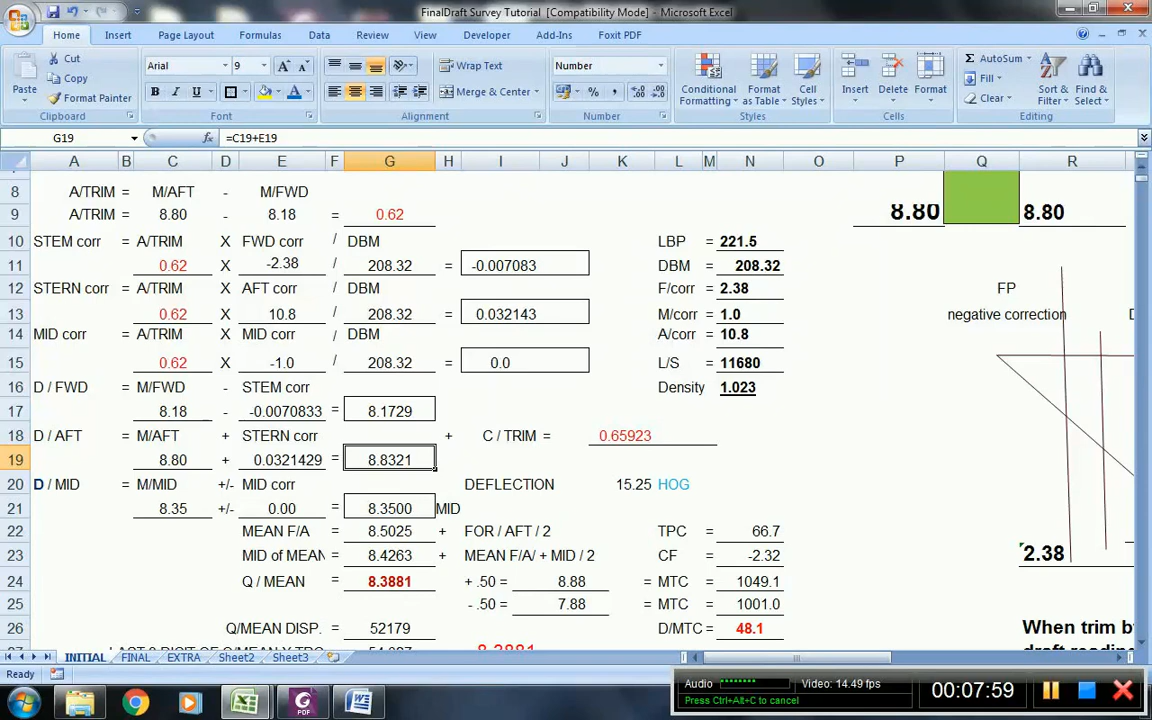 FinalDraft Survey Tutorial [Compatibility Mode] - Microsoft Excel
Home Insert Page Layout Formulas Data Review View Developer Add-Ins Foxit PDF
Paste Cut Copy Format Painter Clipboard
Arial 9 B I U A Font
Wrap Text Merge & Center Alignment
Number % , Number
Conditional Formatting Format as Table Cell Styles Styles
Insert Delete Format Cells
Σ AutoSum Fill Clear Sort & Filter Find & Select Editing
G19 fx =C19+E19
A B C D E F G H I J K L M N O P Q R
8 A/TRIM = M/AFT - M/FWD
9 A/TRIM = 8.80 - 8.18 = 0.62 8.80 8.80
10 STEM corr = A/TRIM X FWD corr / DBM LBP = 221.5
11 0.62 X -2.38 / 208.32 = -0.007083 DBM = 208.32
12 STERN corr = A/TRIM X AFT corr / DBM F/corr = 2.38 FP
13 0.62 X 10.8 / 208.32 = 0.032143 M/corr = 1.0 negative correction
14 MID corr = A/TRIM X MID corr / DBM A/corr = 10.8
15 0.62 X -1.0 / 208.32 = 0.0 L/S = 11680
16 D / FWD = M/FWD - STEM corr Density = 1.023
17 8.18 - -0.0070833 = 8.1729
18 D / AFT = M/AFT + STERN corr + C / TRIM = 0.65923
19 8.80 + 0.0321429 = 8.8321
20 D / MID = M/MID +/- MID corr DEFLECTION 15.25 HOG
21 8.35 +/- 0.00 = 8.3500 MID
22 MEAN F/A = 8.5025 + FOR / AFT / 2 TPC = 66.7
23 MID of MEAN = 8.4263 + MEAN F/A/ + MID / 2 CF = -2.32 2.38
24 Q / MEAN = 8.3881 + .50 = 8.88 = MTC = 1049.1
25 - .50 = 7.88 = MTC = 1001.0
26 Q/MEAN DISP. = 52179 D/MTC = 48.1 When trim b
INITIAL FINAL EXTRA Sheet2 Sheet3
Ready
Audio Video: 14.49 fps
Press Ctrl+Alt+C to cancel
00:07:59